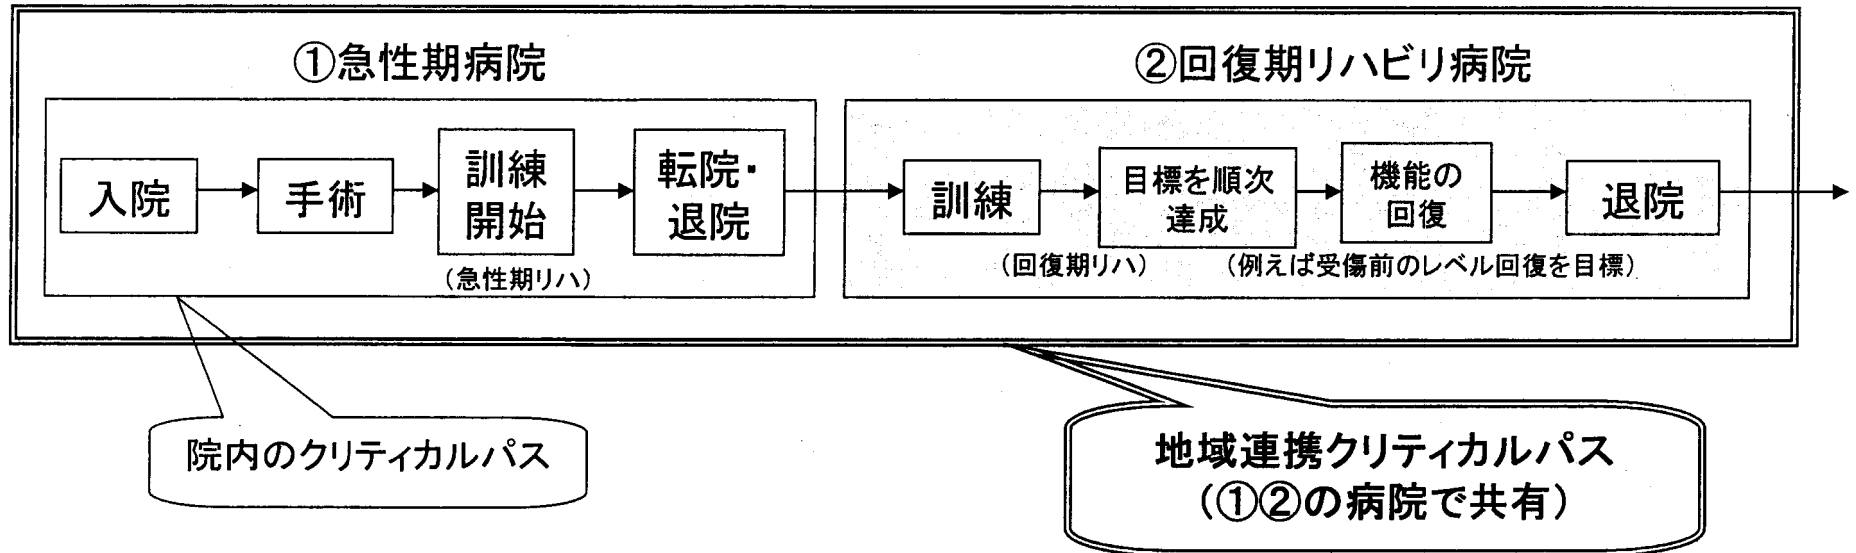 ①急性期病院
入院
手術
訓練
開始
(急性期リハ)
転院・
退院
②回復期リハビリ病院
訓練
(回復期リハ)
目標を順次
達成
機能の
回復
(例えば受傷前のレベル回復を目標)
退院
院内のクリティカルパス
地域連携クリティカルパス
(①②の病院で共有)